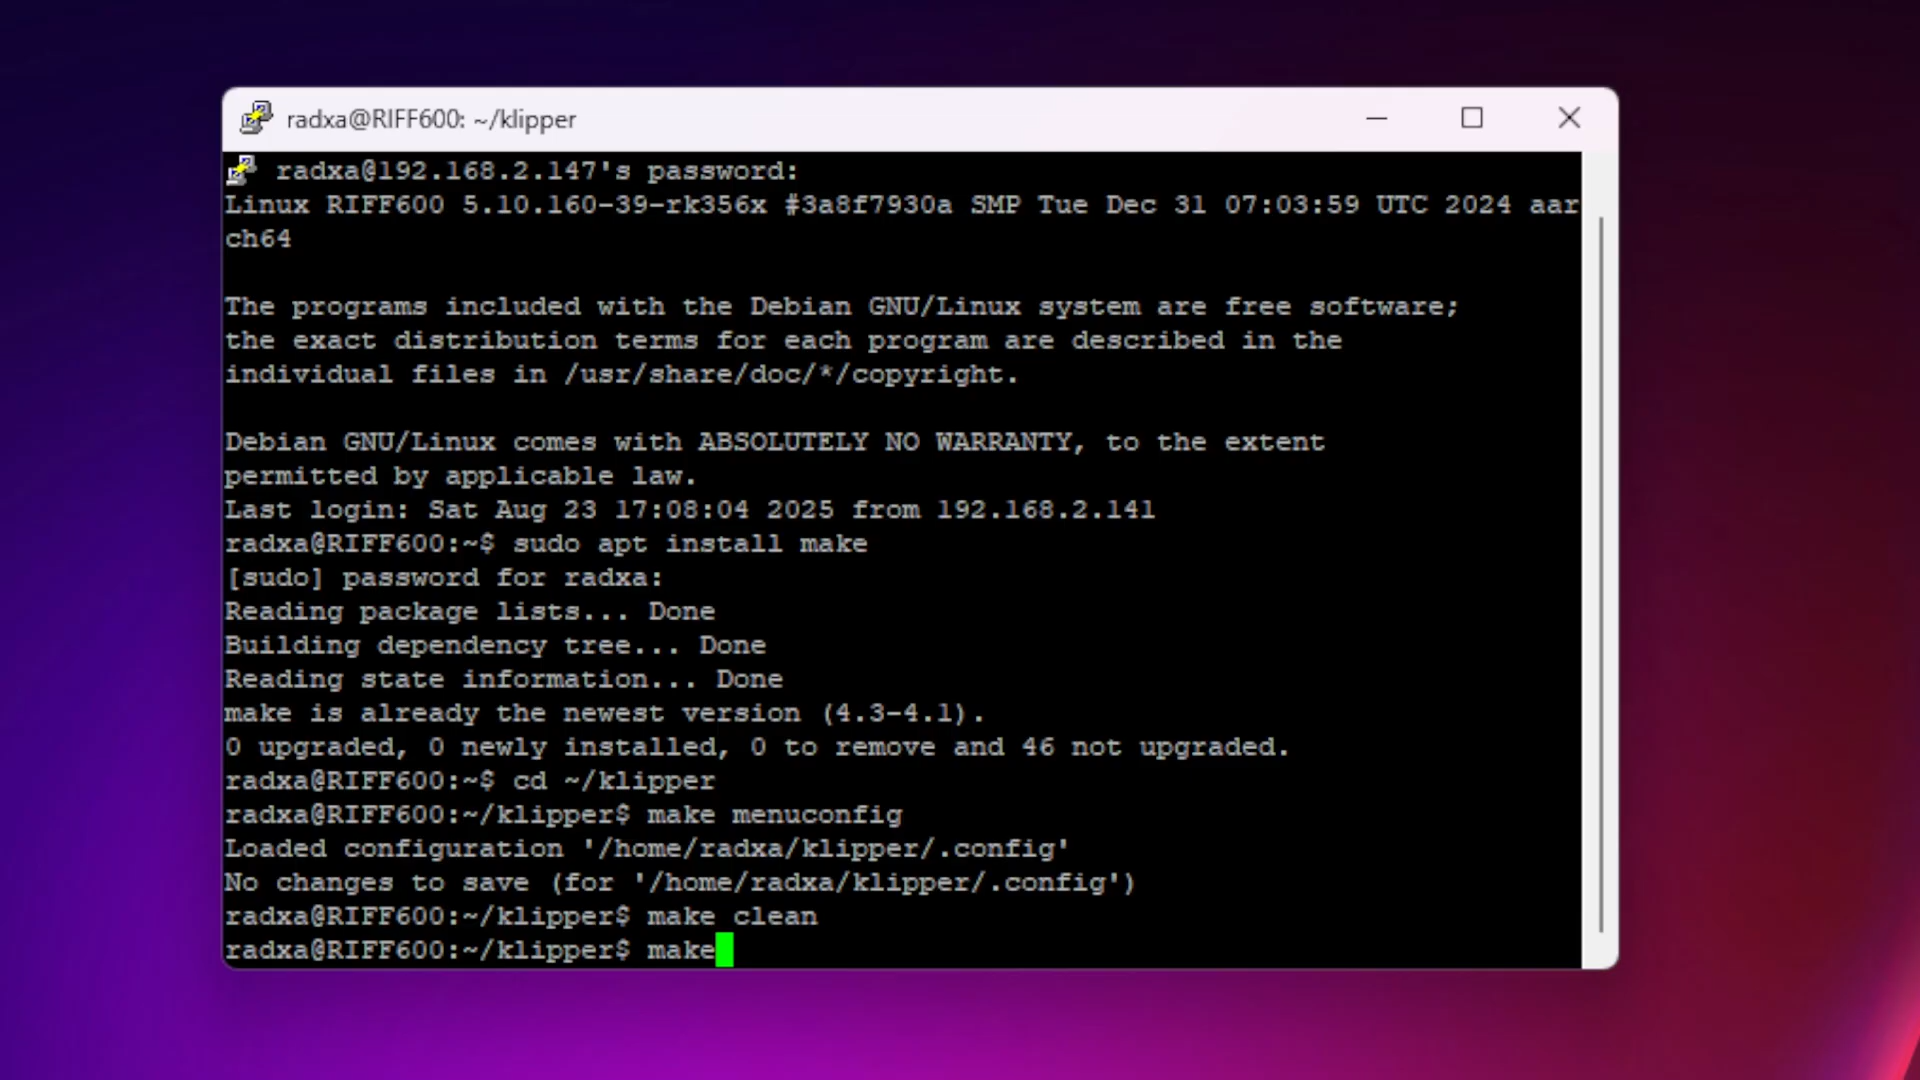 radxa@RIFF600: ~/klipper
radxa@192.168.2.147's password:
Linux RIFF600 5.10.160-39-rk356x #3a8f7930a SMP Tue Dec 31 07:03:59 UTC 2024 aar
ch64
The programs included with the Debian GNU/Linux system are free software;
the exact distribution terms for each program are described in the
individual files in /usr/share/doc/*/copyright.
Debian GNU/Linux comes with ABSOLUTELY NO WARRANTY, to the extent
permitted by applicable law.
Last login: Sat Aug 23 17:08:04 2025 from 192.168.2.141
radxa@RIFF600:~$ sudo apt install make
[sudo] password for radxa:
Reading package lists... Done
Building dependency tree... Done
Reading state information... Done
make is already the newest version (4.3-4.1).
0 upgraded, 0 newly installed, 0 to remove and 46 not upgraded.
radxa@RIFF600:~$ cd ~/klipper
radxa@RIFF600:~/klipper$ make menuconfig
Loaded configuration '/home/radxa/klipper/.config'
No changes to save (for '/home/radxa/klipper/.config')
radxa@RIFF600:~/klipper$ make clean
radxa@RIFF600:~/klipper$ make